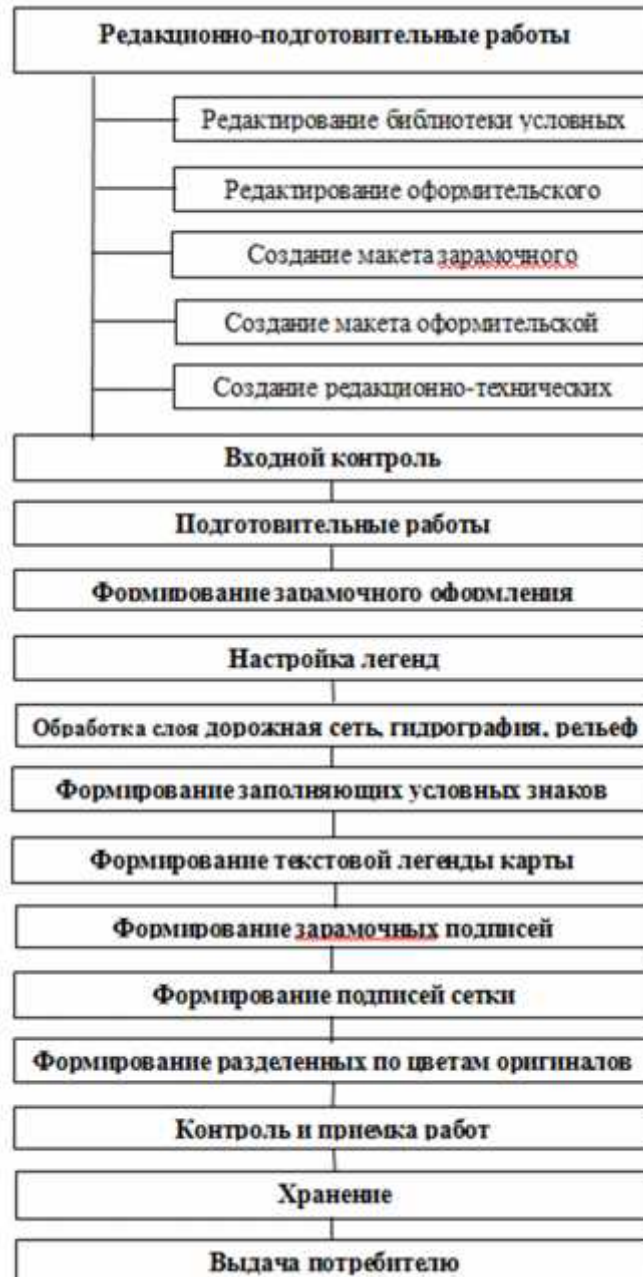 Редакционно-подготовительные работы
Редактирование библиотеки условных
Редактирование оформительского
Создание макета зарамочного
Создание макета оформительской
Создание редакционно-технических
Входной контроль
Подготовительные работы
Формирование зарамочного оформления
Настройка легенд
Обработка слоя дорожная сеть, гидрография, рельеф
Формирование заполняющих условных знаков
Формирование текстовой легенды карты
Формирование зарамочных подписей
Формирование подписей сетки
Формирование разделенных по цветам оригиналов
Контроль и приемка работ
Хранение
Выдача потребителю